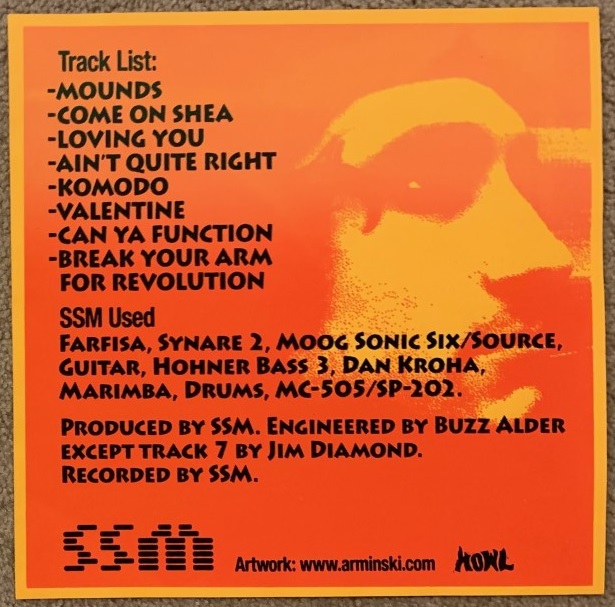 Track List:
-MOUNDS
-COME ON SHEA
-LOVING YOU
-AIN'T QUITE RIGHT
-KOMODO
-VALENTINE
-CAN YA FUNCTION
-BREAK YOUR ARM
FOR REVOLUTION
SSM Used
FARFISA, SYNARE 2, MOOG SONIC SIX/SOURCE,
GUITAR, HOHNER BASS 3, DAN KROHA,
MARIMBA, DRUMS, MC-505/SP-202.
PRODUCED BY SSM. ENGINEERED BY BUZZ ALDER
EXCEPT TRACK 7 BY JIM DIAMOND.
RECORDED BY SSM.
SSM Artwork: www.arminski.com HOWL